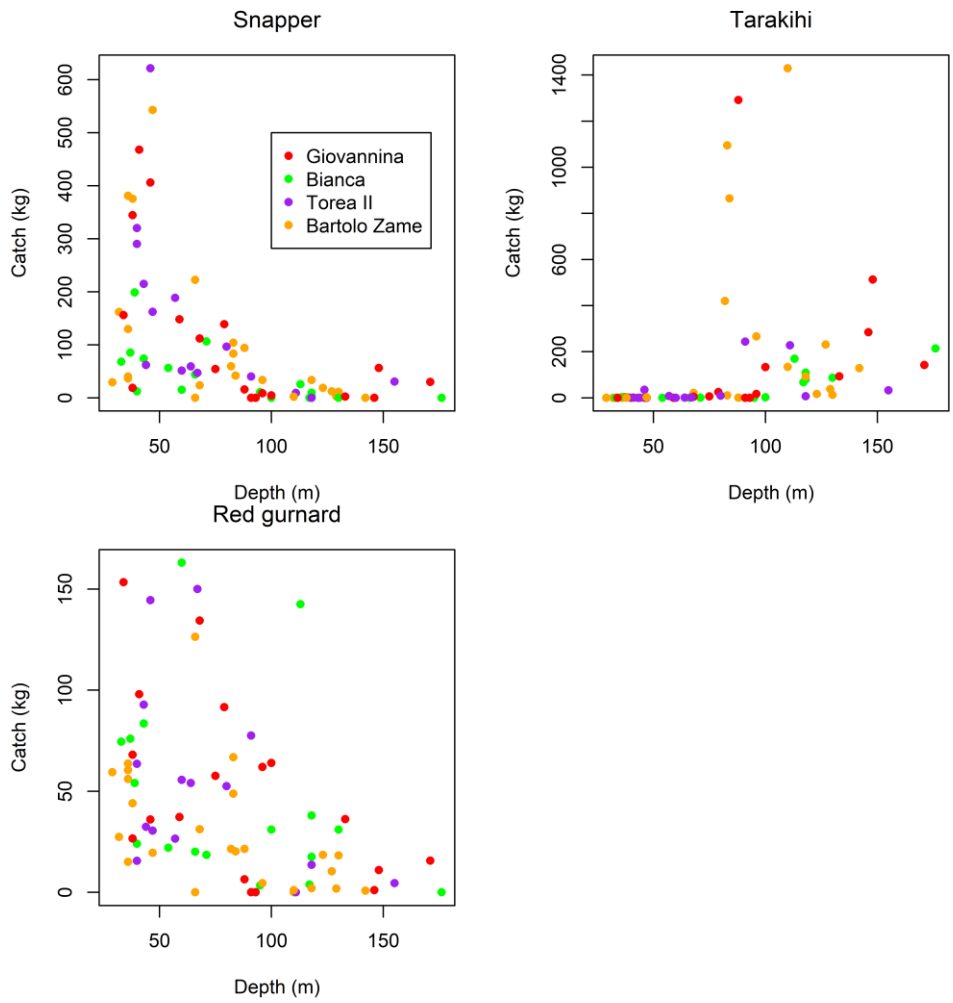 Snapper
600
500
400
300
200
100
0
Catch (kg)
Giovannina
Bianca
Torea II
Bartolo Zame
50
100
150
Depth (m)
Tarakihi
1400
1000
600
200
0
Catch (kg)
50
100
150
Depth (m)
Red gurnard
150
100
50
0
Catch (kg)
50
100
150
Depth (m)